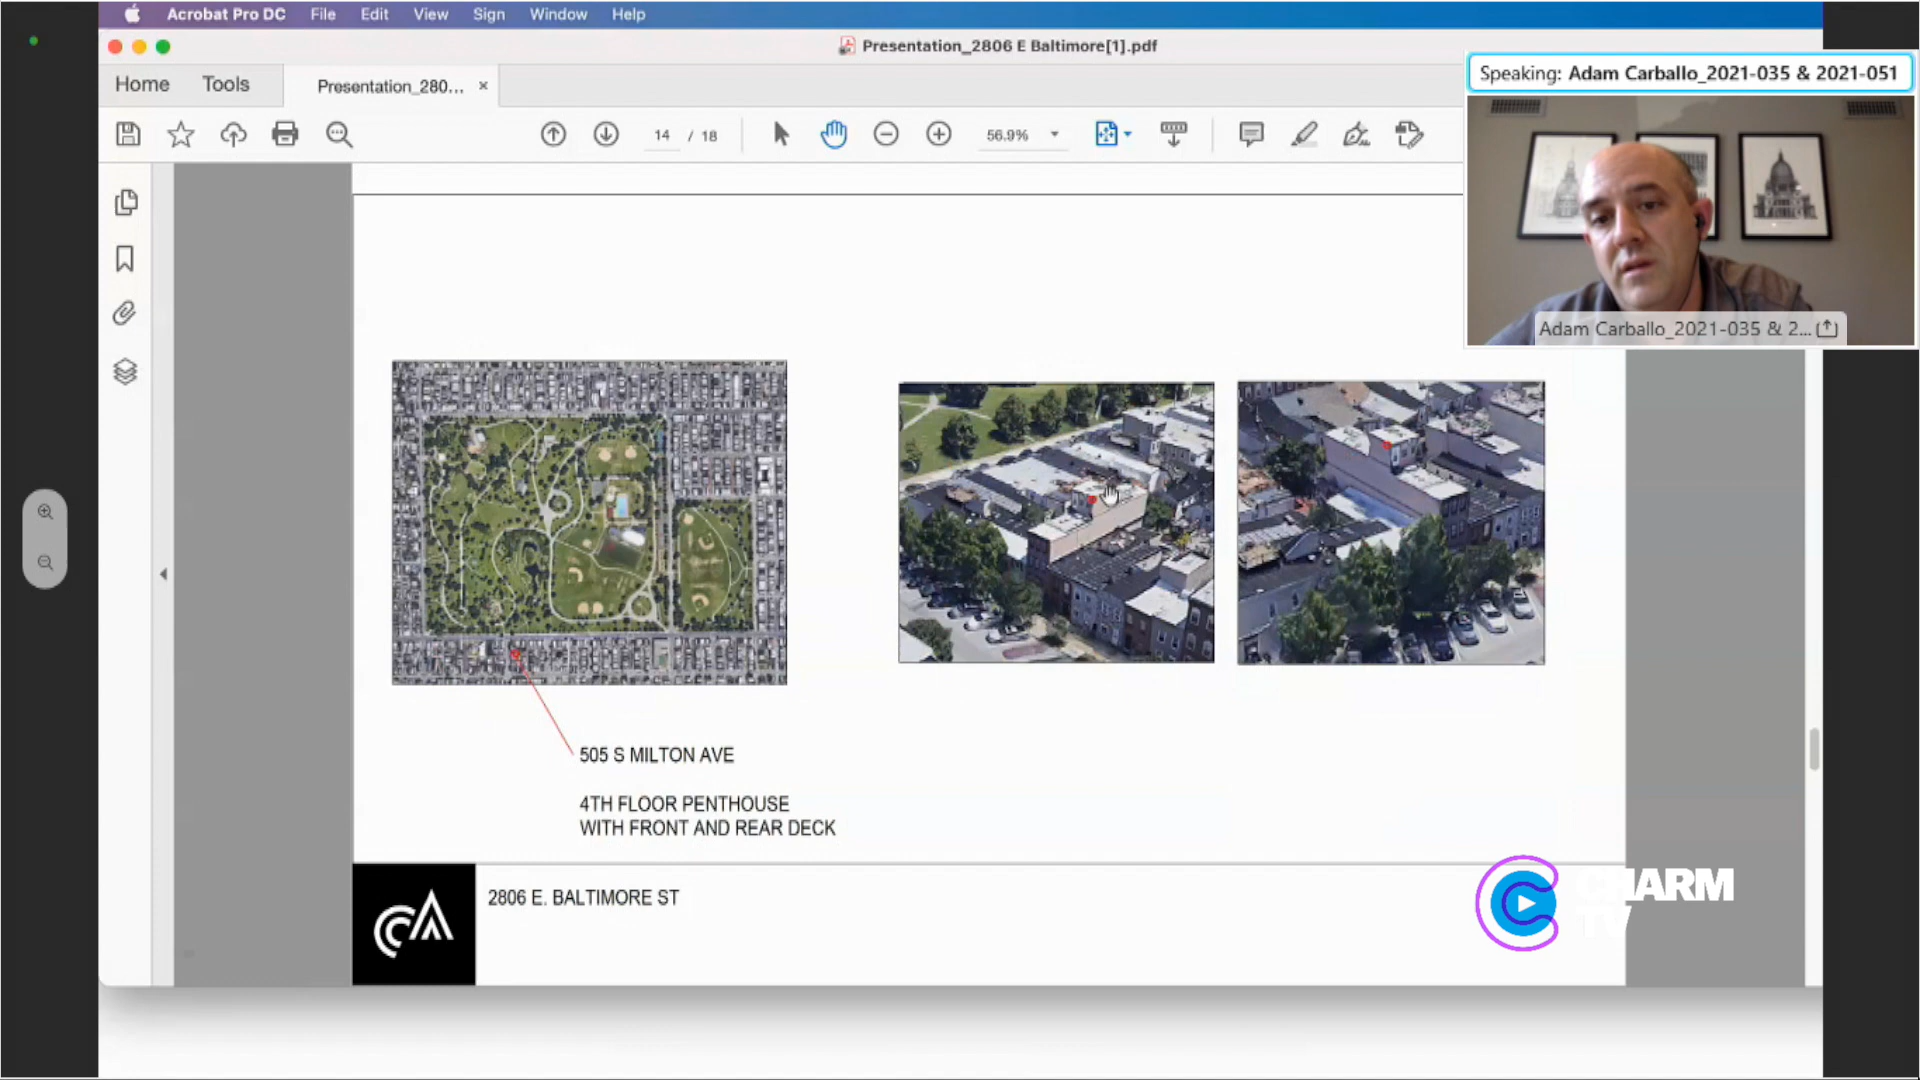 Acrobat Pro DC File Edit View Sign Window Help
Presentation_2806 E Baltimore[1].pdf
Home Tools Presentation_280... ×
14 / 18 56.9%
Speaking: Adam Carballo_2021-035 & 2021-051
Adam Carballo_2021-035 & 2...
505 S MILTON AVE
4TH FLOOR PENTHOUSE
WITH FRONT AND REAR DECK
2806 E. BALTIMORE ST
CHARM
TV